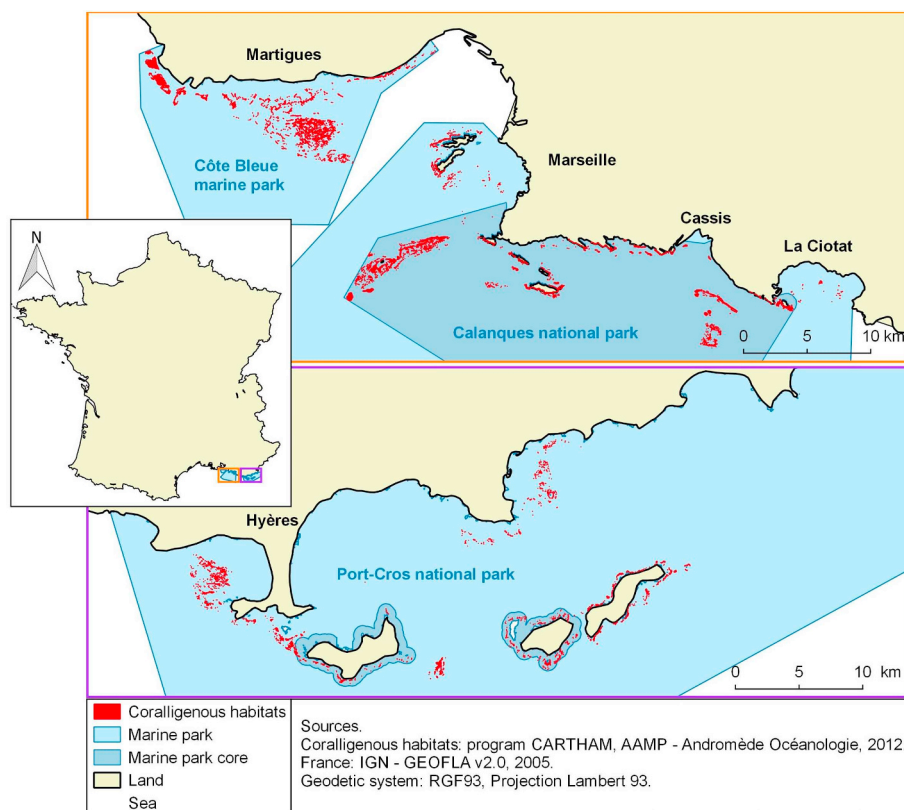 Martigues
Côte Bleue
marine park
Marseille
Cassis
La Ciotat
Calanques national park
0 5 10 km
N
Hyères
Port-Cros national park
0 5 10 km
Coralligenous habitats
Marine park
Marine park core
Land
Sea
Sources.
Coralligenous habitats: program CARTHAM, AAMP - Andromède Océanologie, 2012
France: IGN - GEOFLA v2.0, 2005.
Geodetic system: RGF93, Projection Lambert 93.